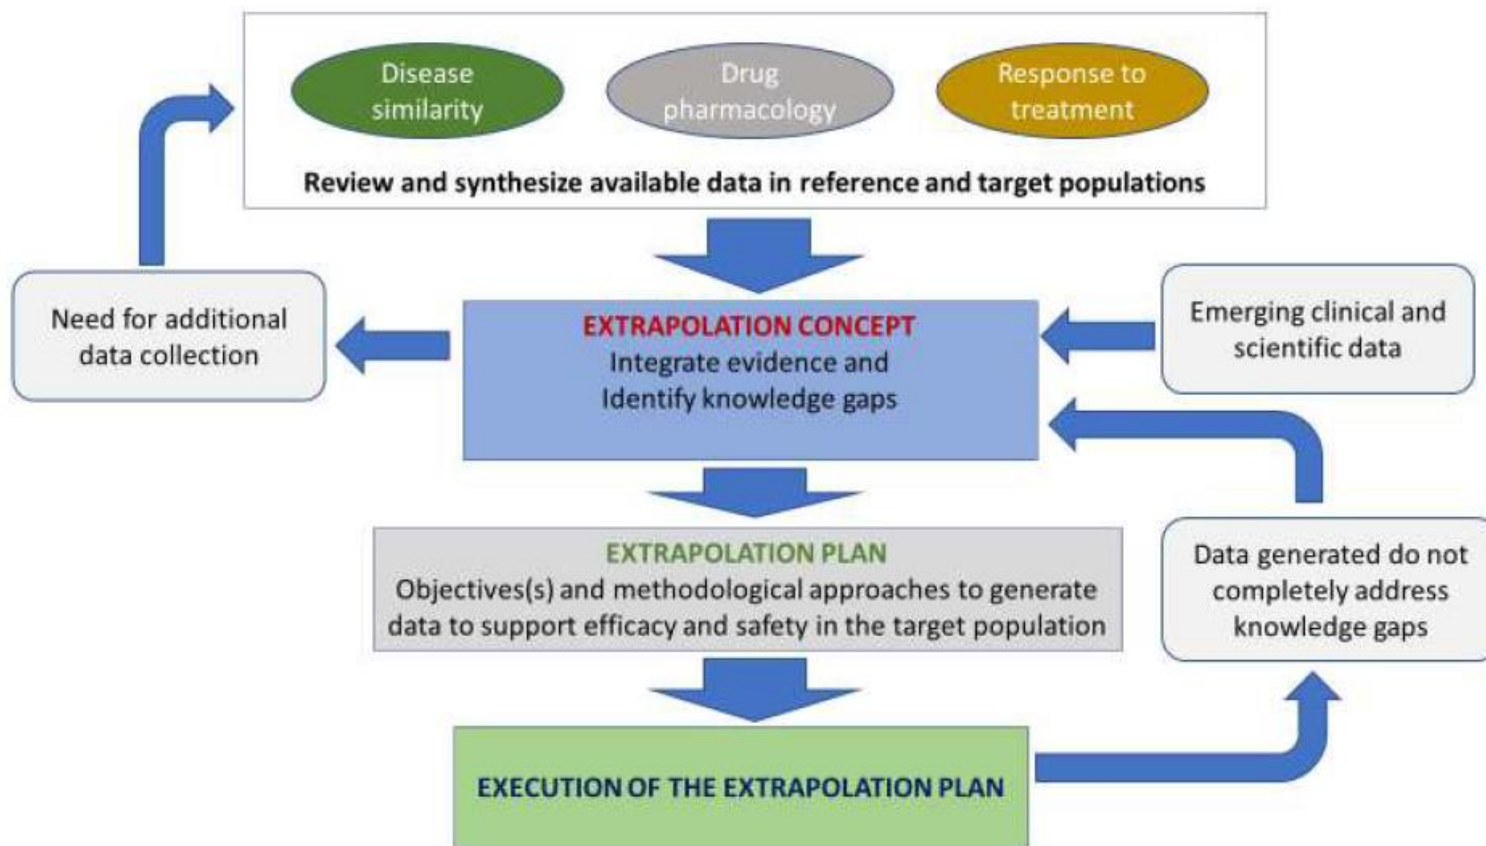 Disease
similarity
Drug
pharmacology
Response to
treatment
Review and synthesize available data in reference and target populations
Need for additional
data collection
EXTRAPOLATION CONCEPT
Integrate evidence and
Identify knowledge gaps
Emerging clinical and
scientific data
EXTRAPOLATION PLAN
Objectives(s) and methodological approaches to generate
data to support efficacy and safety in the target population
Data generated do not
completely address
knowledge gaps
EXECUTION OF THE EXTRAPOLATION PLAN